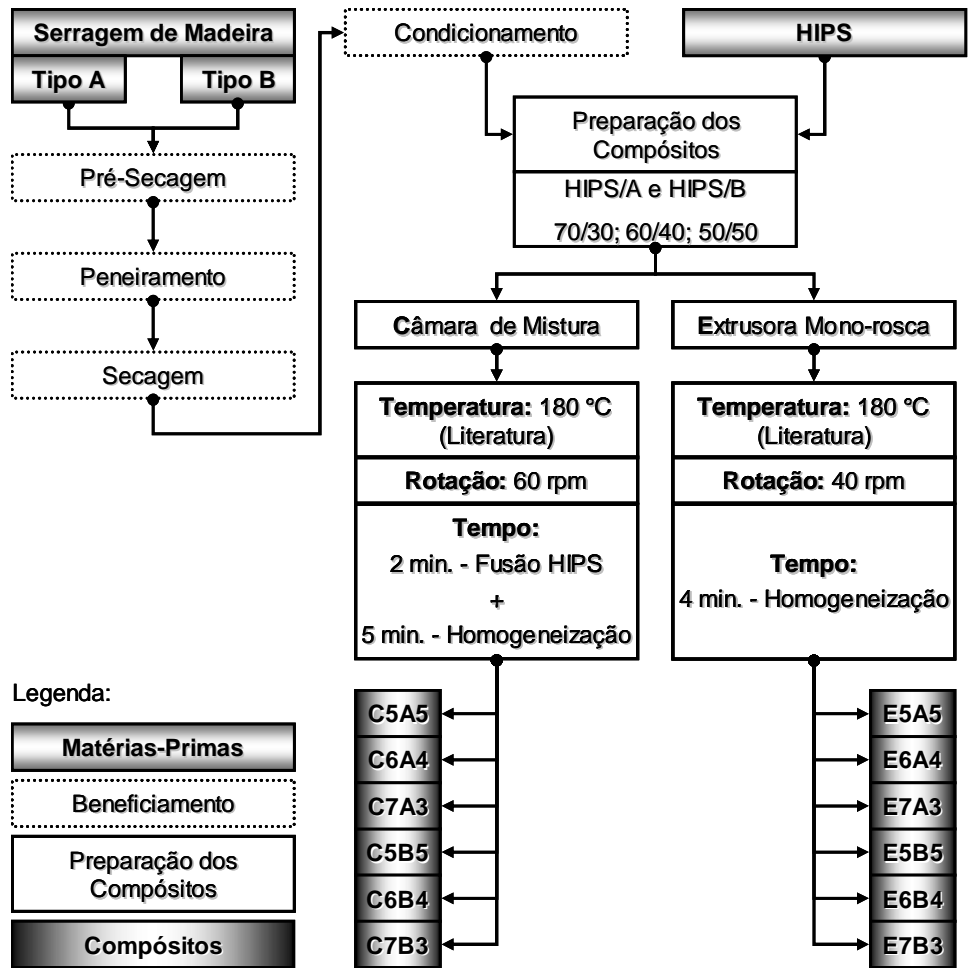 Serragem de Madeira
Tipo A
Tipo B
Pré-Secagem
Peneiramento
Secagem
Condicionamento
HIPS
Preparação dos
Compósitos
HIPS/A e HIPS/B
70/30; 60/40; 50/50
Câmara de Mistura
Temperatura: 180 °C
(Literatura)
Rotação: 60 rpm
Tempo:
2 min. - Fusão HIPS
+
5 min. - Homogeneização
Extrusora Mono-rosca
Temperatura: 180 °C
(Literatura)
Rotação: 40 rpm
Tempo:
4 min. - Homogeneização
C5A5
C6A4
C7A3
C5B5
C6B4
C7B3
E5A5
E6A4
E7A3
E5B5
E6B4
E7B3
Legenda:
Matérias-Primas
Beneficiamento
Preparação dos
Compósitos
Compósitos